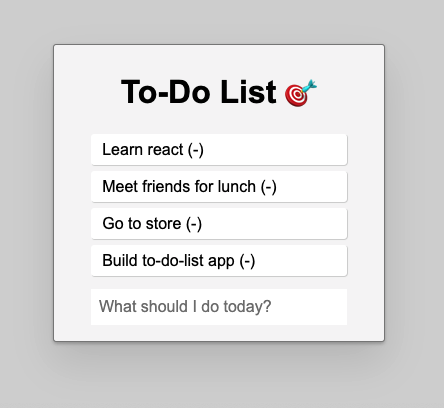 To-Do List 🎯
Learn react (-)
Meet friends for lunch (-)
Go to store (-)
Build to-do-list app (-)
What should I do today?